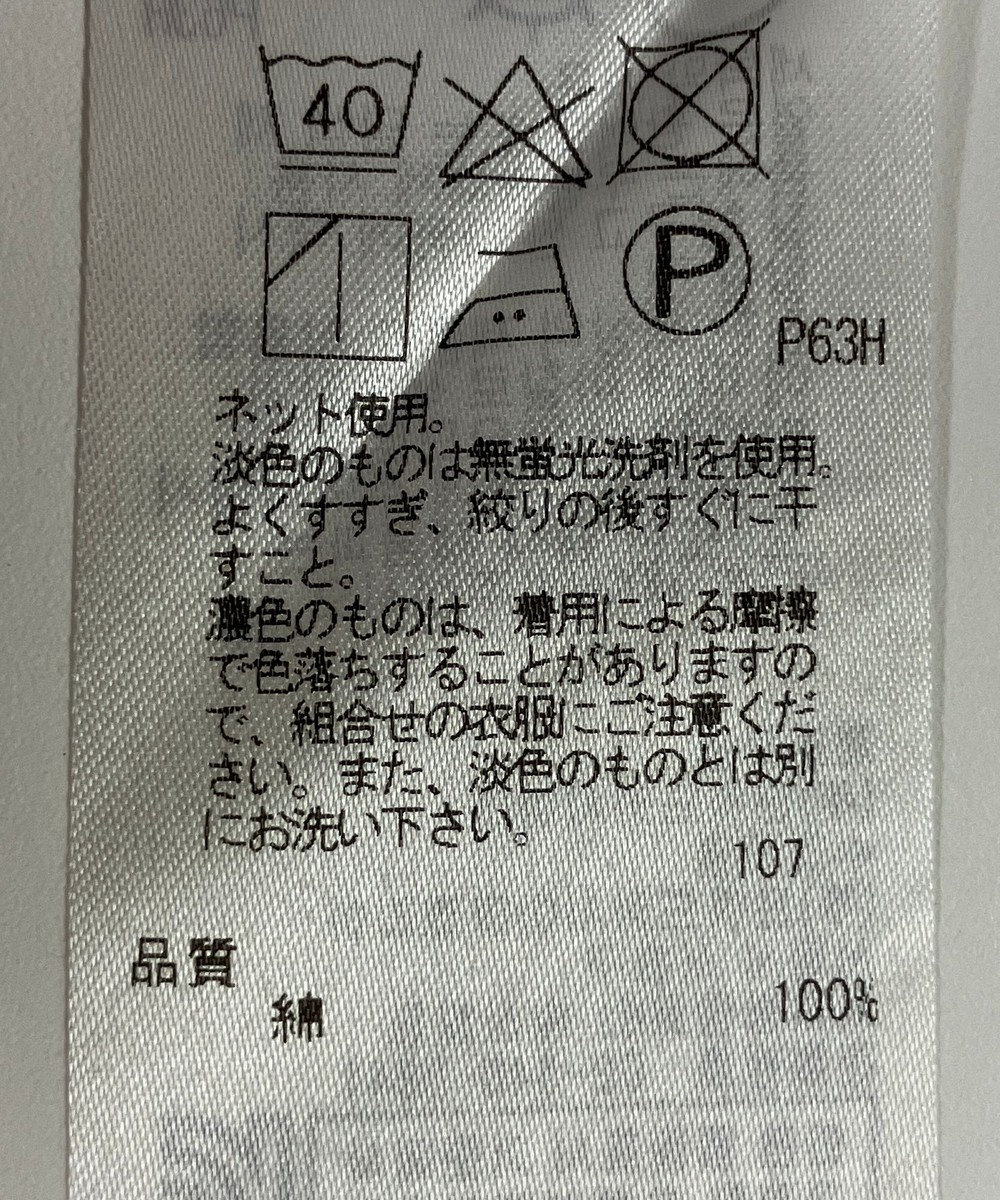 40
P
P63H
ネット使用。
淡色のものは無蛍光洗剤を使用。
よくすすぎ、絞りの後すぐに干
すこと。
濃色のものは、着用による摩擦
で色落ちすることがありますの
で、組合せの衣服にご注意くだ
さい。また、淡色のものとは別
にお洗い下さい。
107
品質
綿 100%